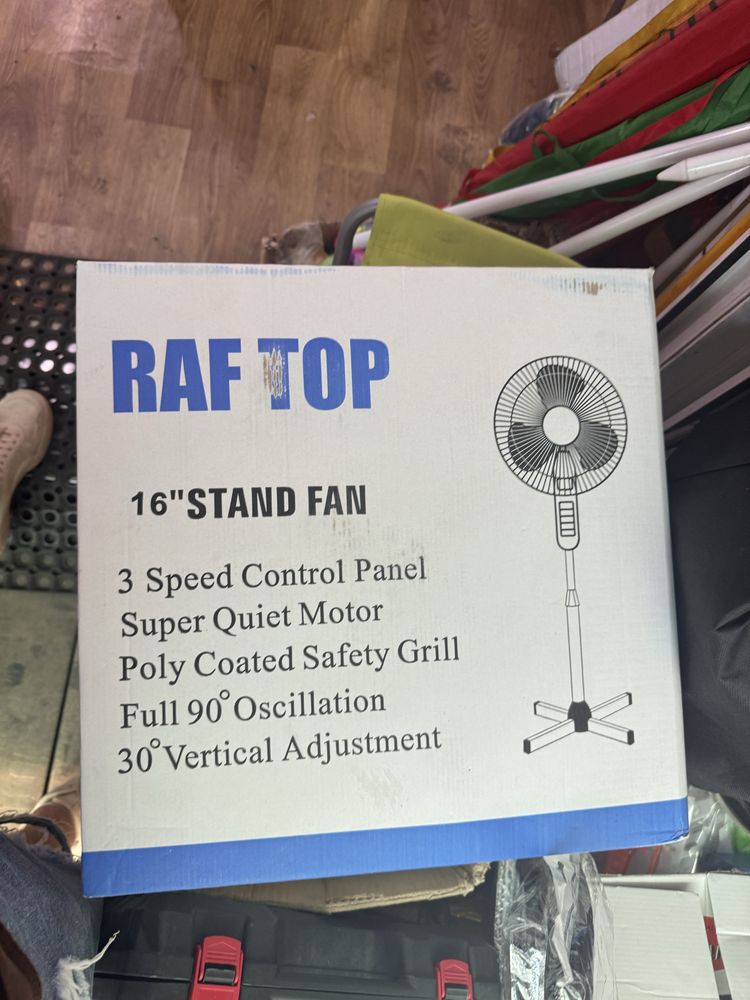 RAF TOP
16"STAND FAN
3 Speed Control Panel
Super Quiet Motor
Poly Coated Safety Grill
Full 90°Oscillation
30°Vertical Adjustment